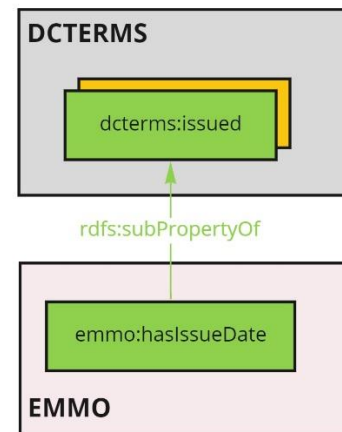 DCTERMS
dcterms:issued
rdfs:subPropertyOf
emmo:hasIssueDate
EMMO